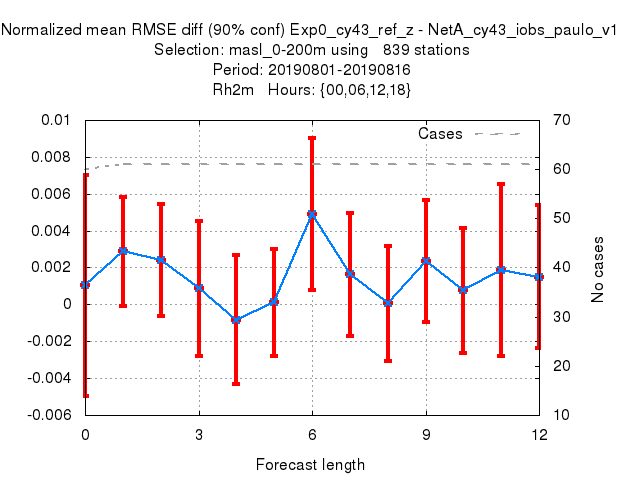 Normalized mean RMSE diff (90% conf) Exp0_cy43_ref_z - NetA_cy43_iobs_paulo_v1
Selection: masl_0-200m using   839 stations
Period: 20190801-20190816
Rh2m   Hours: {00,06,12,18}
0.01
0.008
0.006
0.004
0.002
0
-0.002
-0.004
-0.006
Cases
70
60
50
40
30
20
10
No cases
0 3 6 9 12
Forecast length